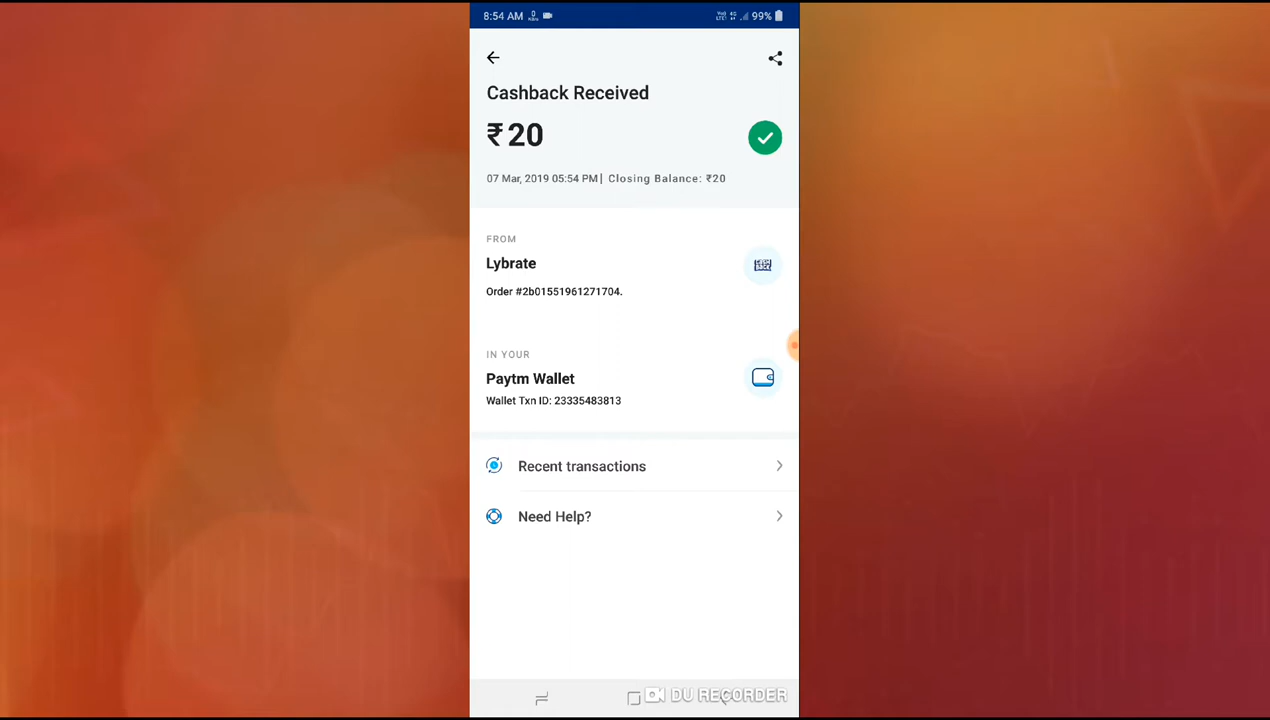 8:54 AM 99%
Cashback Received
₹20
07 Mar, 2019 05:54 PM| Closing Balance: ₹20
FROM
Lybrate
Order #2b01551961271704.
IN YOUR
Paytm Wallet
Wallet Txn ID: 23335483813
Recent transactions
Need Help?
DU RECORDER